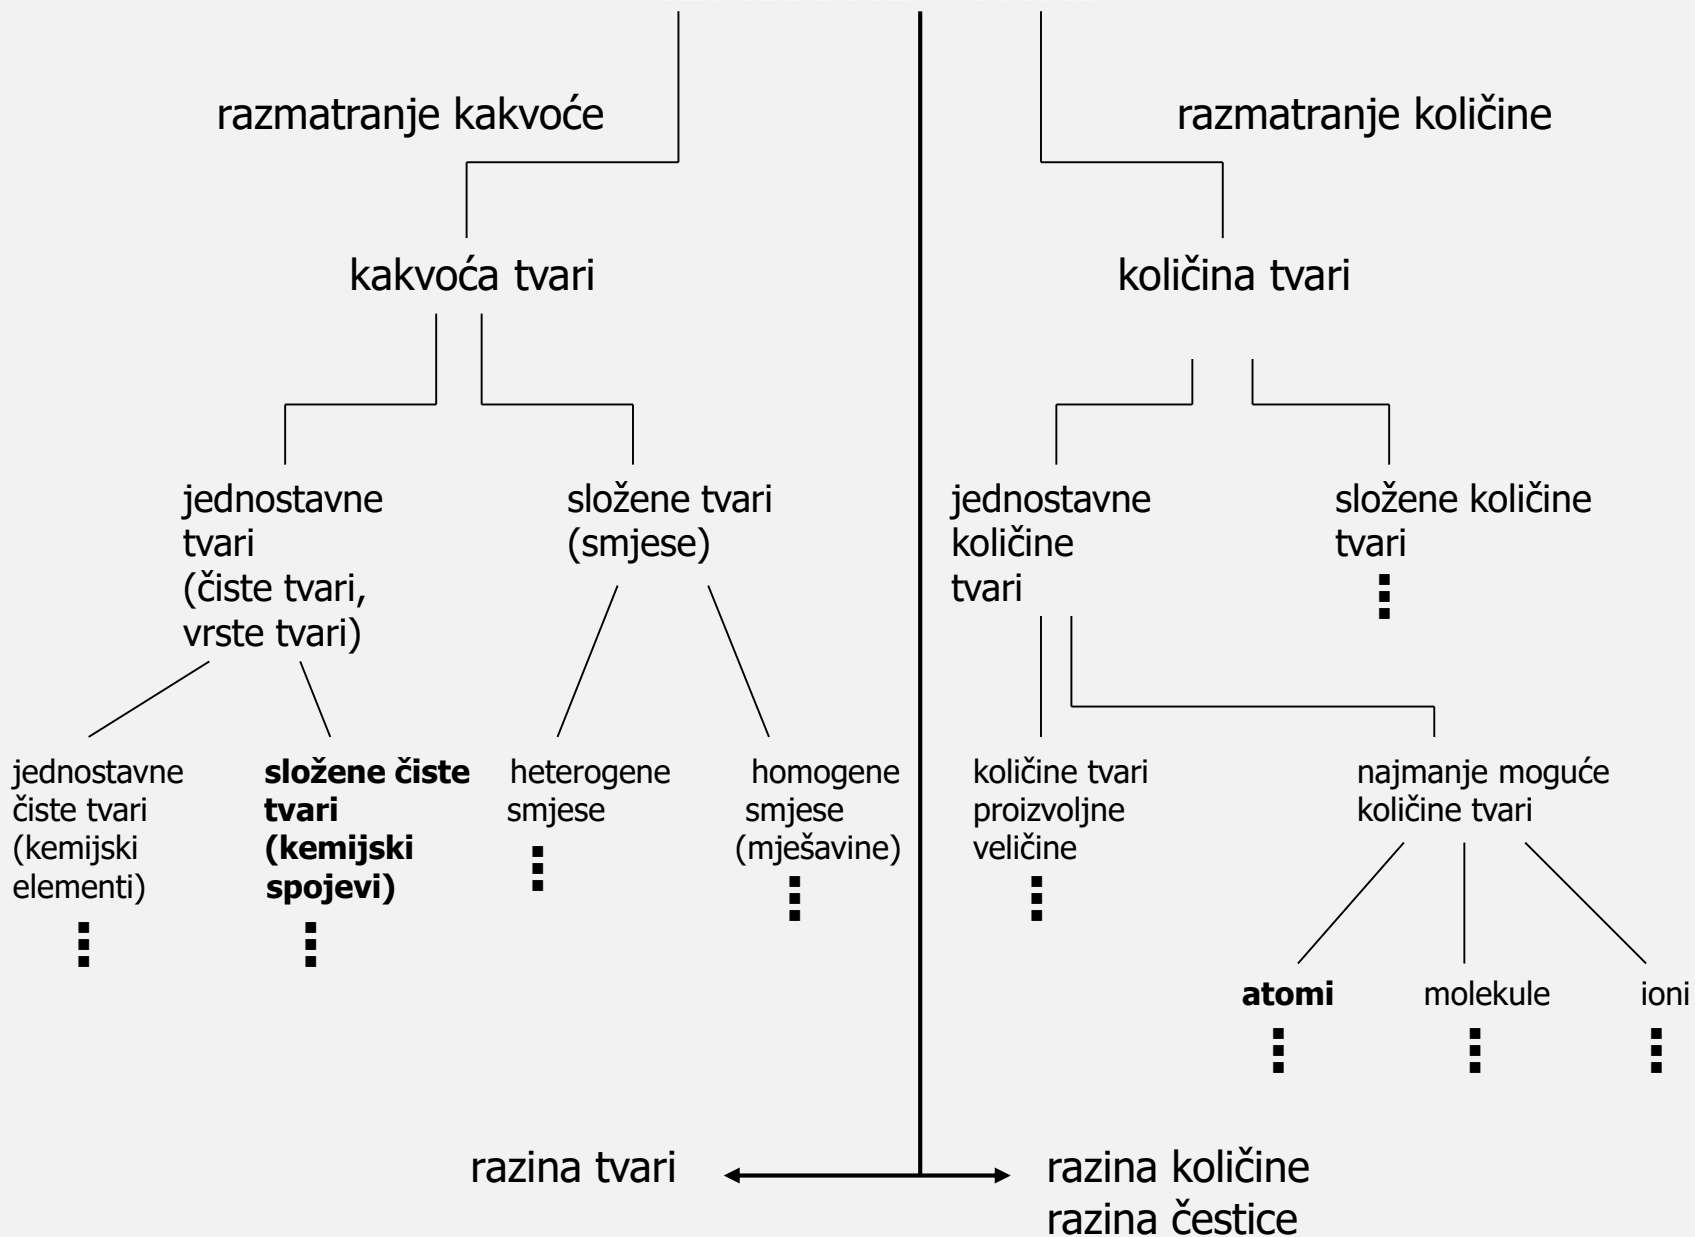 razmatranje kakvoće
razmatranje količine
kakvoća tvari
količina tvari
jednostavne
tvari
(čiste tvari,
vrste tvari)
složene tvari
(smjese)
jednostavne
količine
tvari
složene količine
tvari
jednostavne
čiste tvari
(kemijski
elementi)
složene čiste
tvari
(kemijski
spojevi)
heterogene
smjese
homogene
smjese
(mješavine)
količine tvari
proizvoljne
veličine
najmanje moguće
količine tvari
atomi
molekule
ioni
razina tvari
razina količine
razina čestice